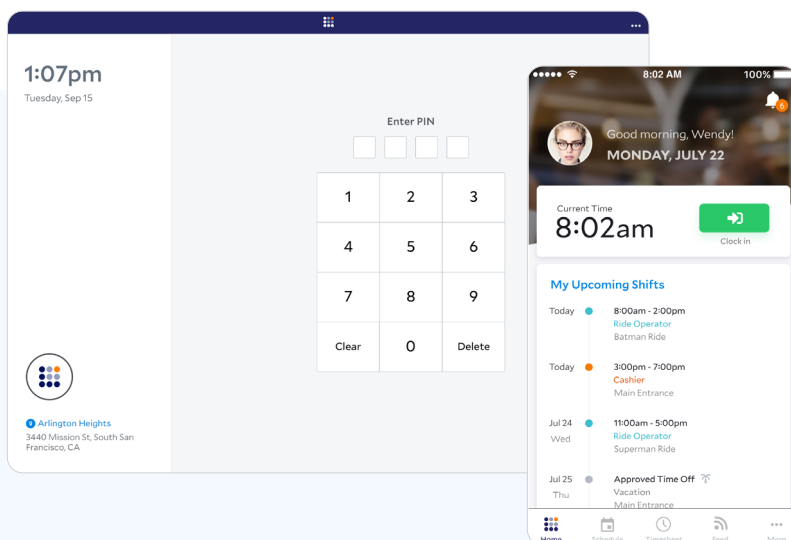 1:07pm
Tuesday, Sep 15
Enter PIN
1 2 3
4 5 6
7 8 9
Clear 0 Delete
Arlington Heights
3440 Mission St, South San
Francisco, CA
8:02 AM
100%
6
Good morning, Wendy!
MONDAY, JULY 22
Current Time
8:02am
Clock in
My Upcoming Shifts
Today
8:00am - 2:00pm
Ride Operator
Batman Ride
Today
3:00pm - 7:00pm
Cashier
Main Entrance
Jul 24
Wed
11:00am - 5:00pm
Ride Operator
Superman Ride
Jul 25
Thu
Approved Time Off
Vacation
Main Entrance
Home Schedule Timesheet Feed More